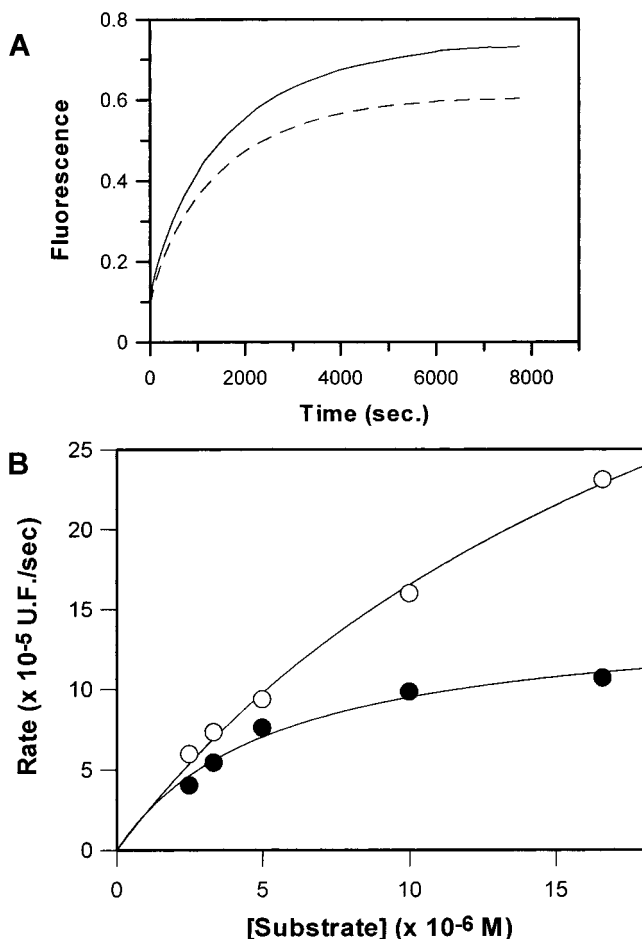 A
0.8
0.6
0.4
0.2
0
Fluorescence
0 2000 4000 6000 8000
Time (sec.)
B
25
20
15
10
5
0
Rate (x 10-5 U.F./sec)
0 5 10 15
[Substrate] (x 10-6 M)